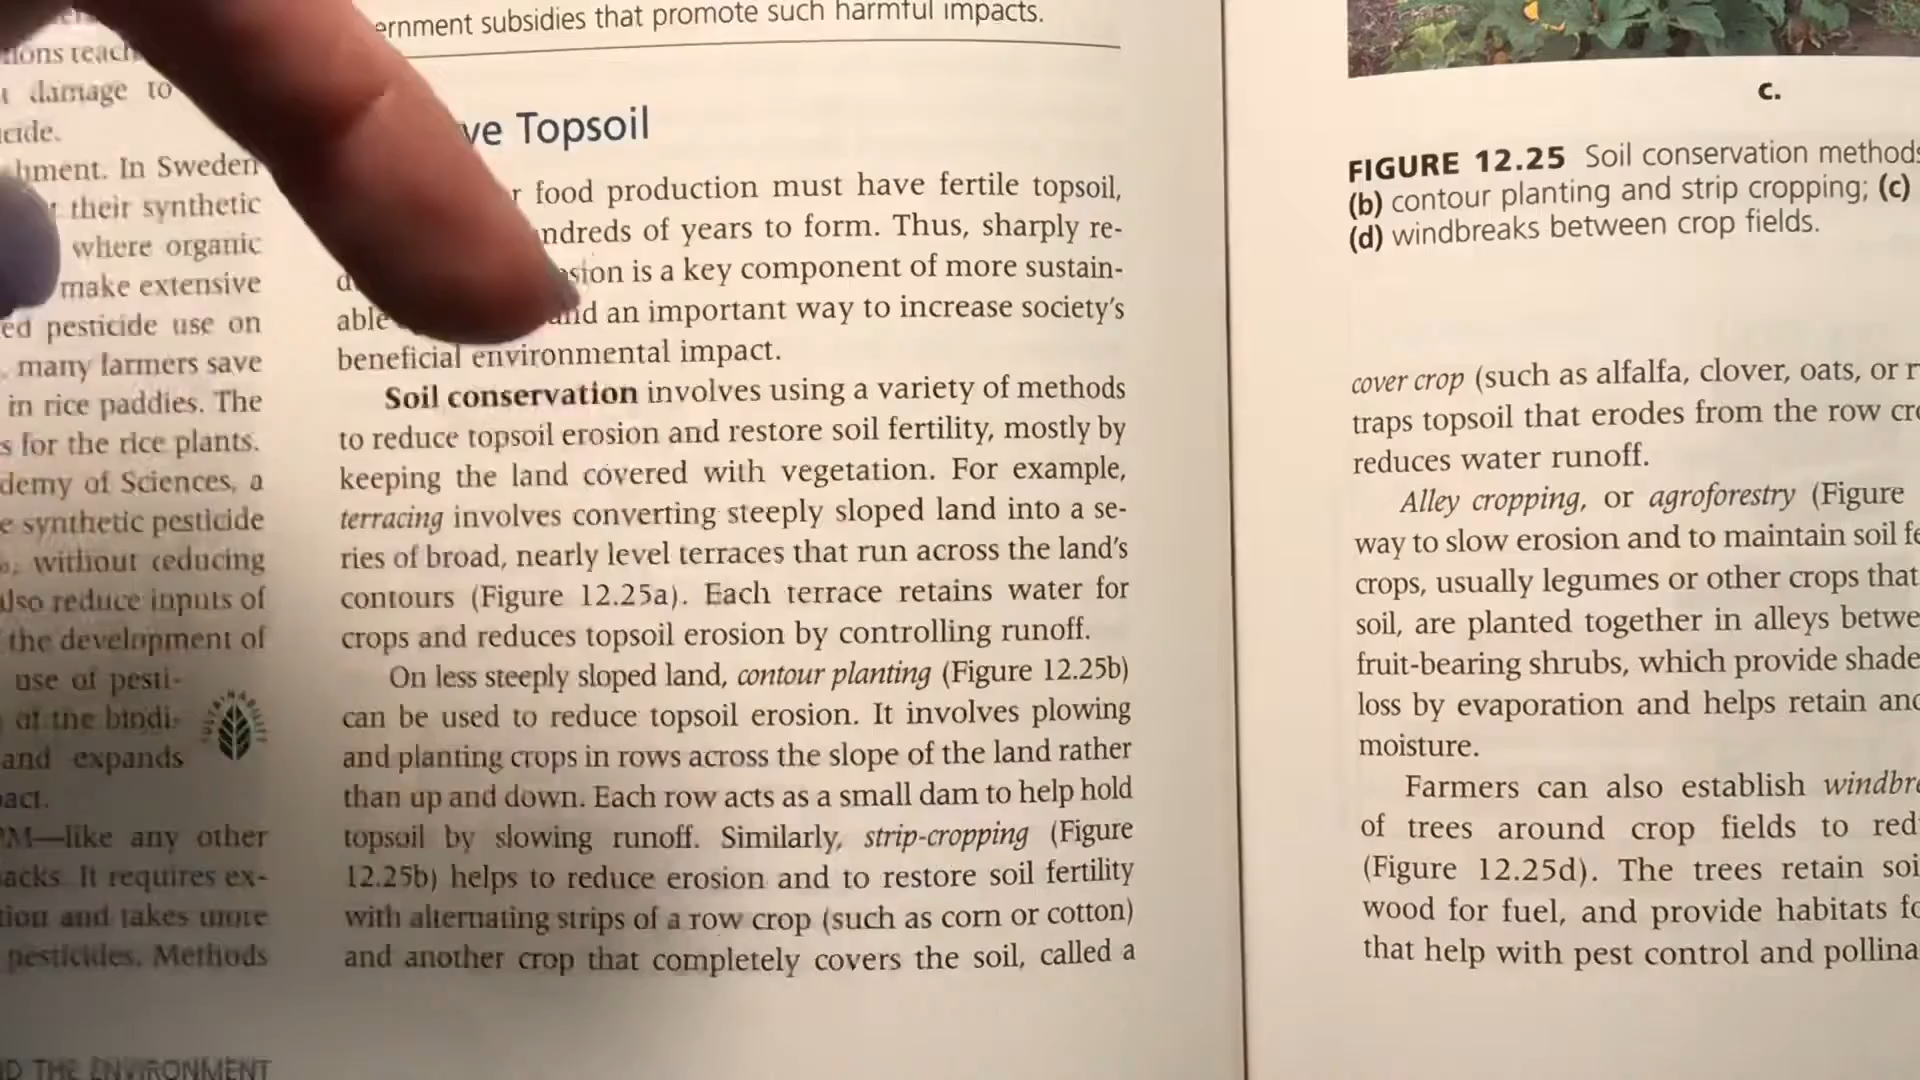 ernment subsidies that promote such harmful impacts.
damage to
cide.
In Sweden
their synthetic
where organic
make extensive
ed pesticide use on
many farmers save
in rice paddies. The
s for the rice plants.
demy of Sciences, a
e synthetic pesticide
without reducing
lso reduce inputs of
the development of
use of pesti-
of the bindi-
and expands
act.
PM—like any other
acks. It requires ex-
tion and takes more
pesticides. Methods
D THE ENVIRONMENT
ve Topsoil
r food production must have fertile topsoil,
ndreds of years to form. Thus, sharply re-
sion is a key component of more sustain-
able and an important way to increase society's
beneficial environmental impact.
Soil conservation involves using a variety of methods
to reduce topsoil erosion and restore soil fertility, mostly by
keeping the land covered with vegetation. For example,
terracing involves converting steeply sloped land into a se-
ries of broad, nearly level terraces that run across the land's
contours (Figure 12.25a). Each terrace retains water for
crops and reduces topsoil erosion by controlling runoff.
On less steeply sloped land, contour planting (Figure 12.25b)
can be used to reduce topsoil erosion. It involves plowing
and planting crops in rows across the slope of the land rather
than up and down. Each row acts as a small dam to help hold
topsoil by slowing runoff. Similarly, strip-cropping (Figure
12.25b) helps to reduce erosion and to restore soil fertility
with alternating strips of a row crop (such as corn or cotton)
and another crop that completely covers the soil, called a
c.
FIGURE 12.25 Soil conservation methods
(b) contour planting and strip cropping; (c)
(d) windbreaks between crop fields.
cover crop (such as alfalfa, clover, oats, or r
traps topsoil that erodes from the row cro
reduces water runoff.
Alley cropping, or agroforestry (Figure
way to slow erosion and to maintain soil fe
crops, usually legumes or other crops that
soil, are planted together in alleys betwe
fruit-bearing shrubs, which provide shade
loss by evaporation and helps retain and
moisture.
Farmers can also establish windbre
of trees around crop fields to red
(Figure 12.25d). The trees retain soi
wood for fuel, and provide habitats fo
that help with pest control and pollina